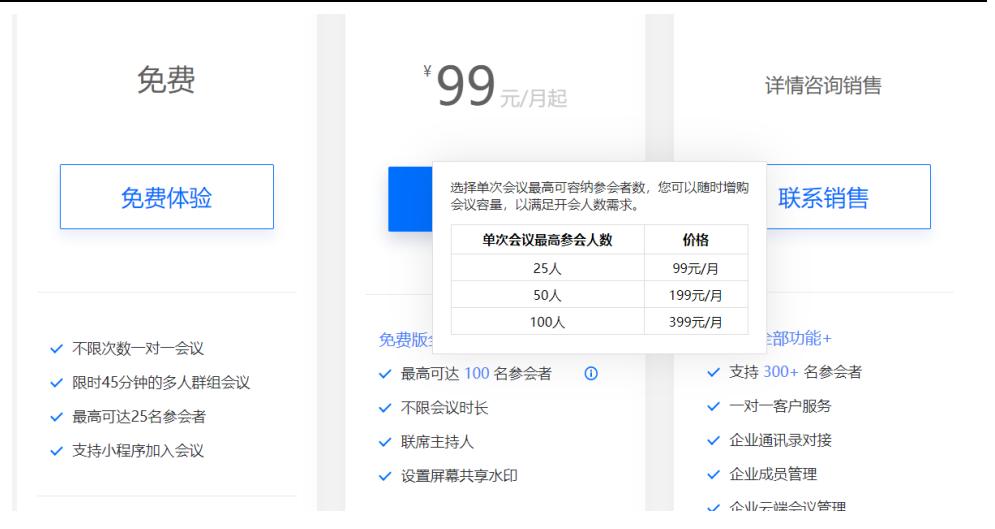 免费
免费体验
不限次数一对一会议
限时45分钟的多人群组会议
最高可达25名参会者
支持小程序加入会议
¥99元/月起
选择单次会议最高可容纳参会者数，您可以随时增购
会议容量，以满足开会人数需求。
单次会议最高参会人数 价格
25人 99元/月
50人 199元/月
100人 399元/月
免费版
最高可达 100 名参会者
不限会议时长
联席主持人
设置屏幕共享水印
详情咨询销售
联系销售
全部功能+
支持 300+ 名参会者
一对一客户服务
企业通讯录对接
企业成员管理
企业云端会议管理